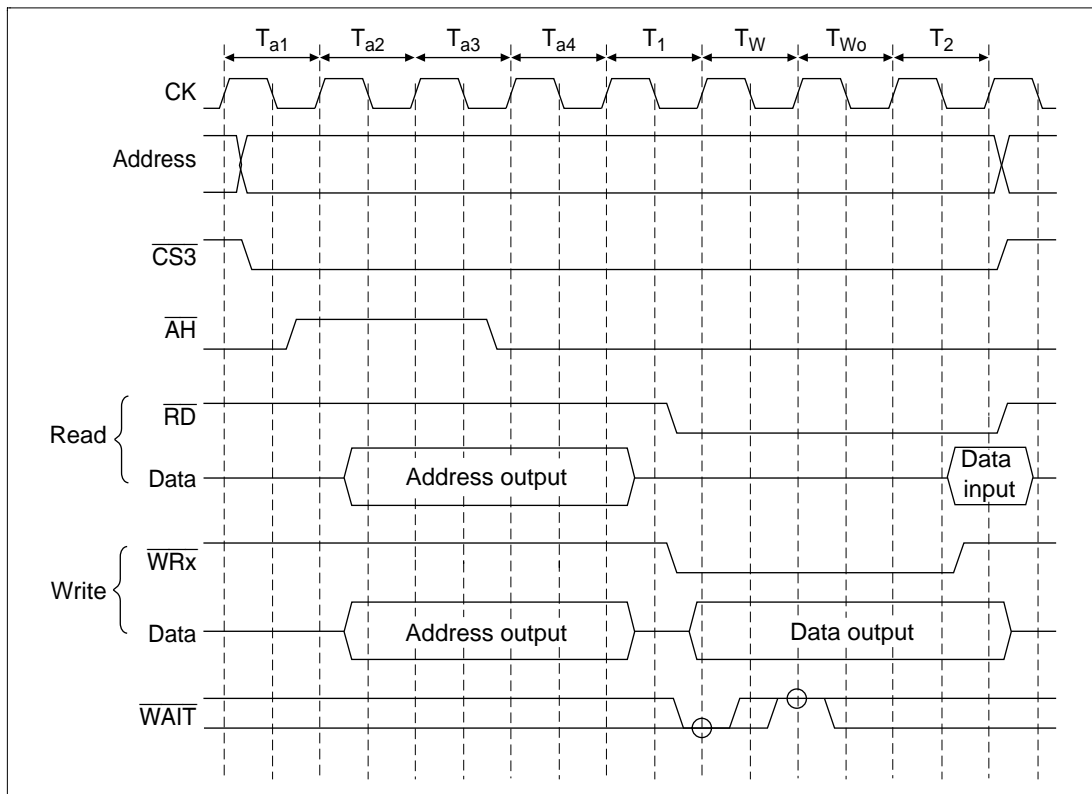 Ta1 Ta2 Ta3 Ta4 T1 TW TWo T2
CK
Address
CS3
AH
Read
RD
Data
Address output
Data
input
Write
WRx
Data
Address output
Data output
WAIT